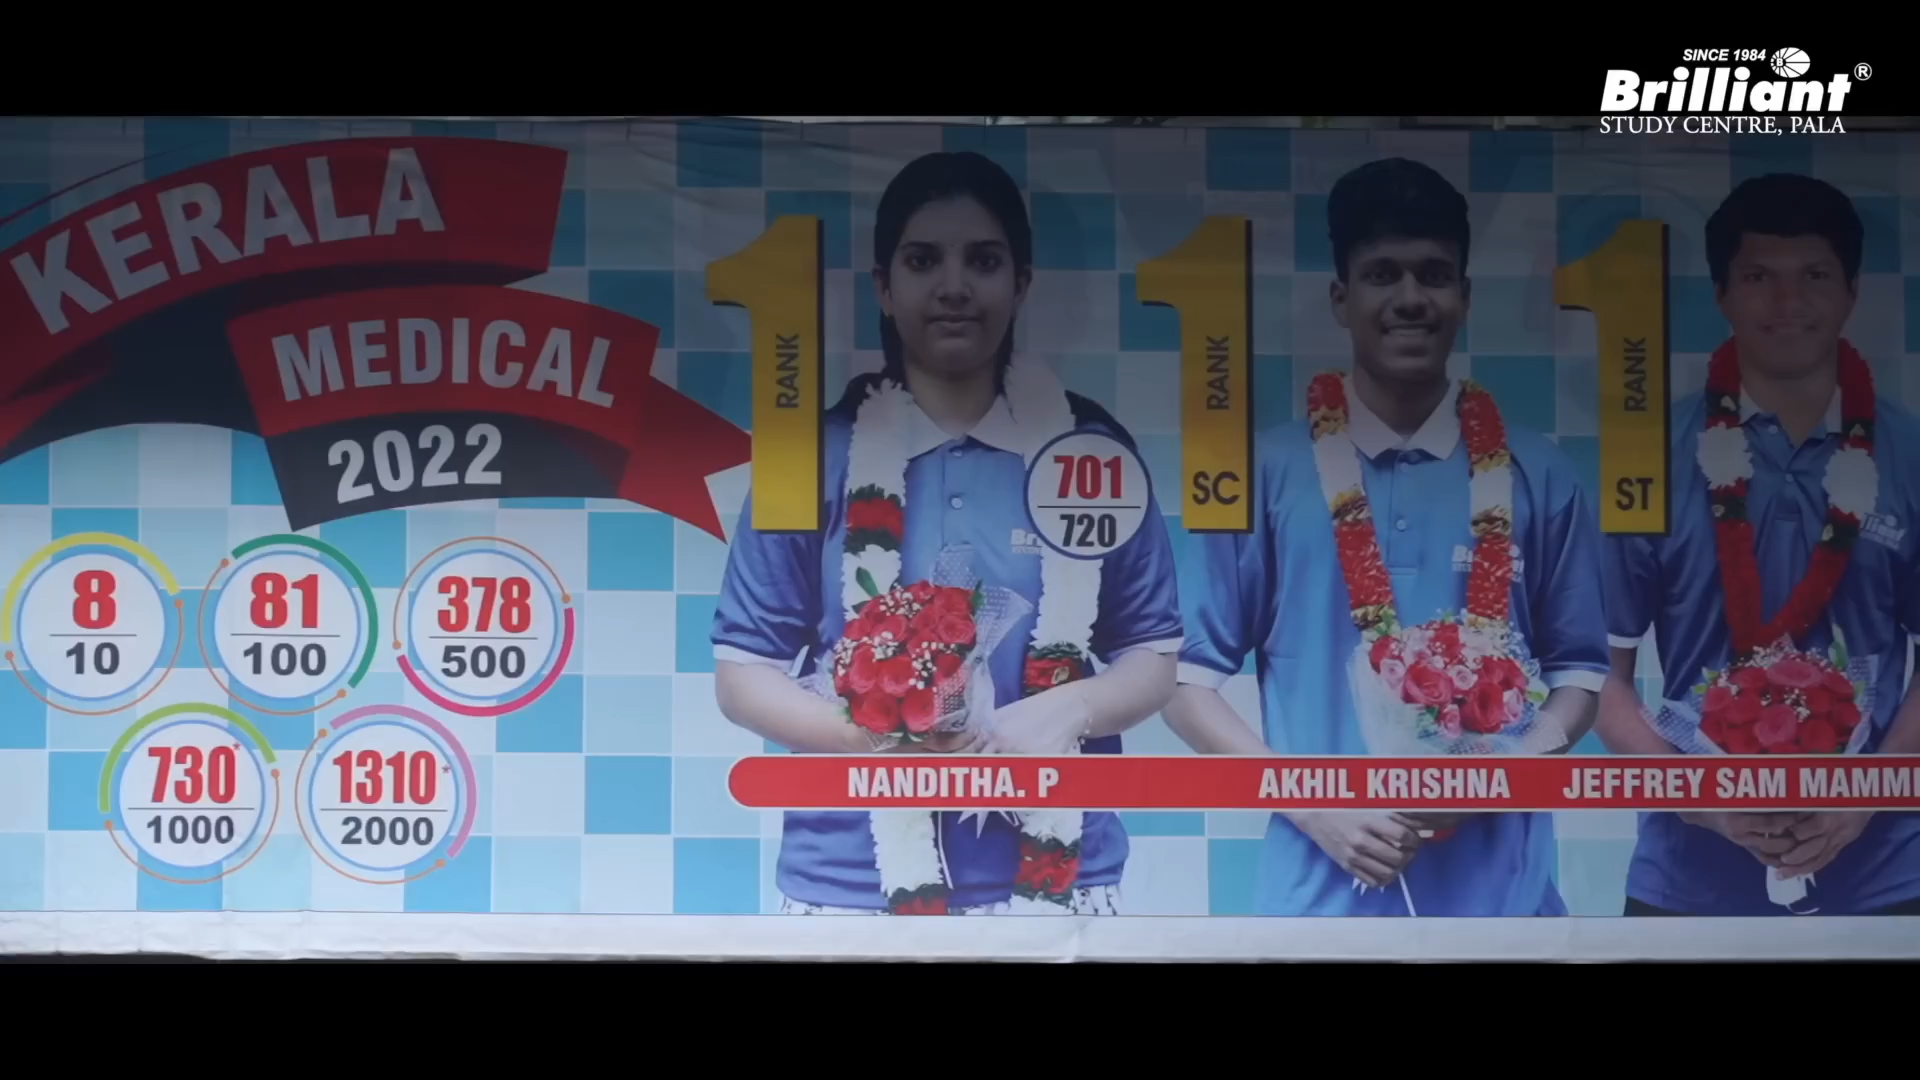 SINCE 1984
Brilliant®
STUDY CENTRE, PALA
KERALA
MEDICAL
2022
8
10
81
100
378
500
730*
1000
1310*
2000
1 RANK
701
720
1 RANK
SC
1 RANK
ST
NANDITHA. P
AKHIL KRISHNA
JEFFREY SAM